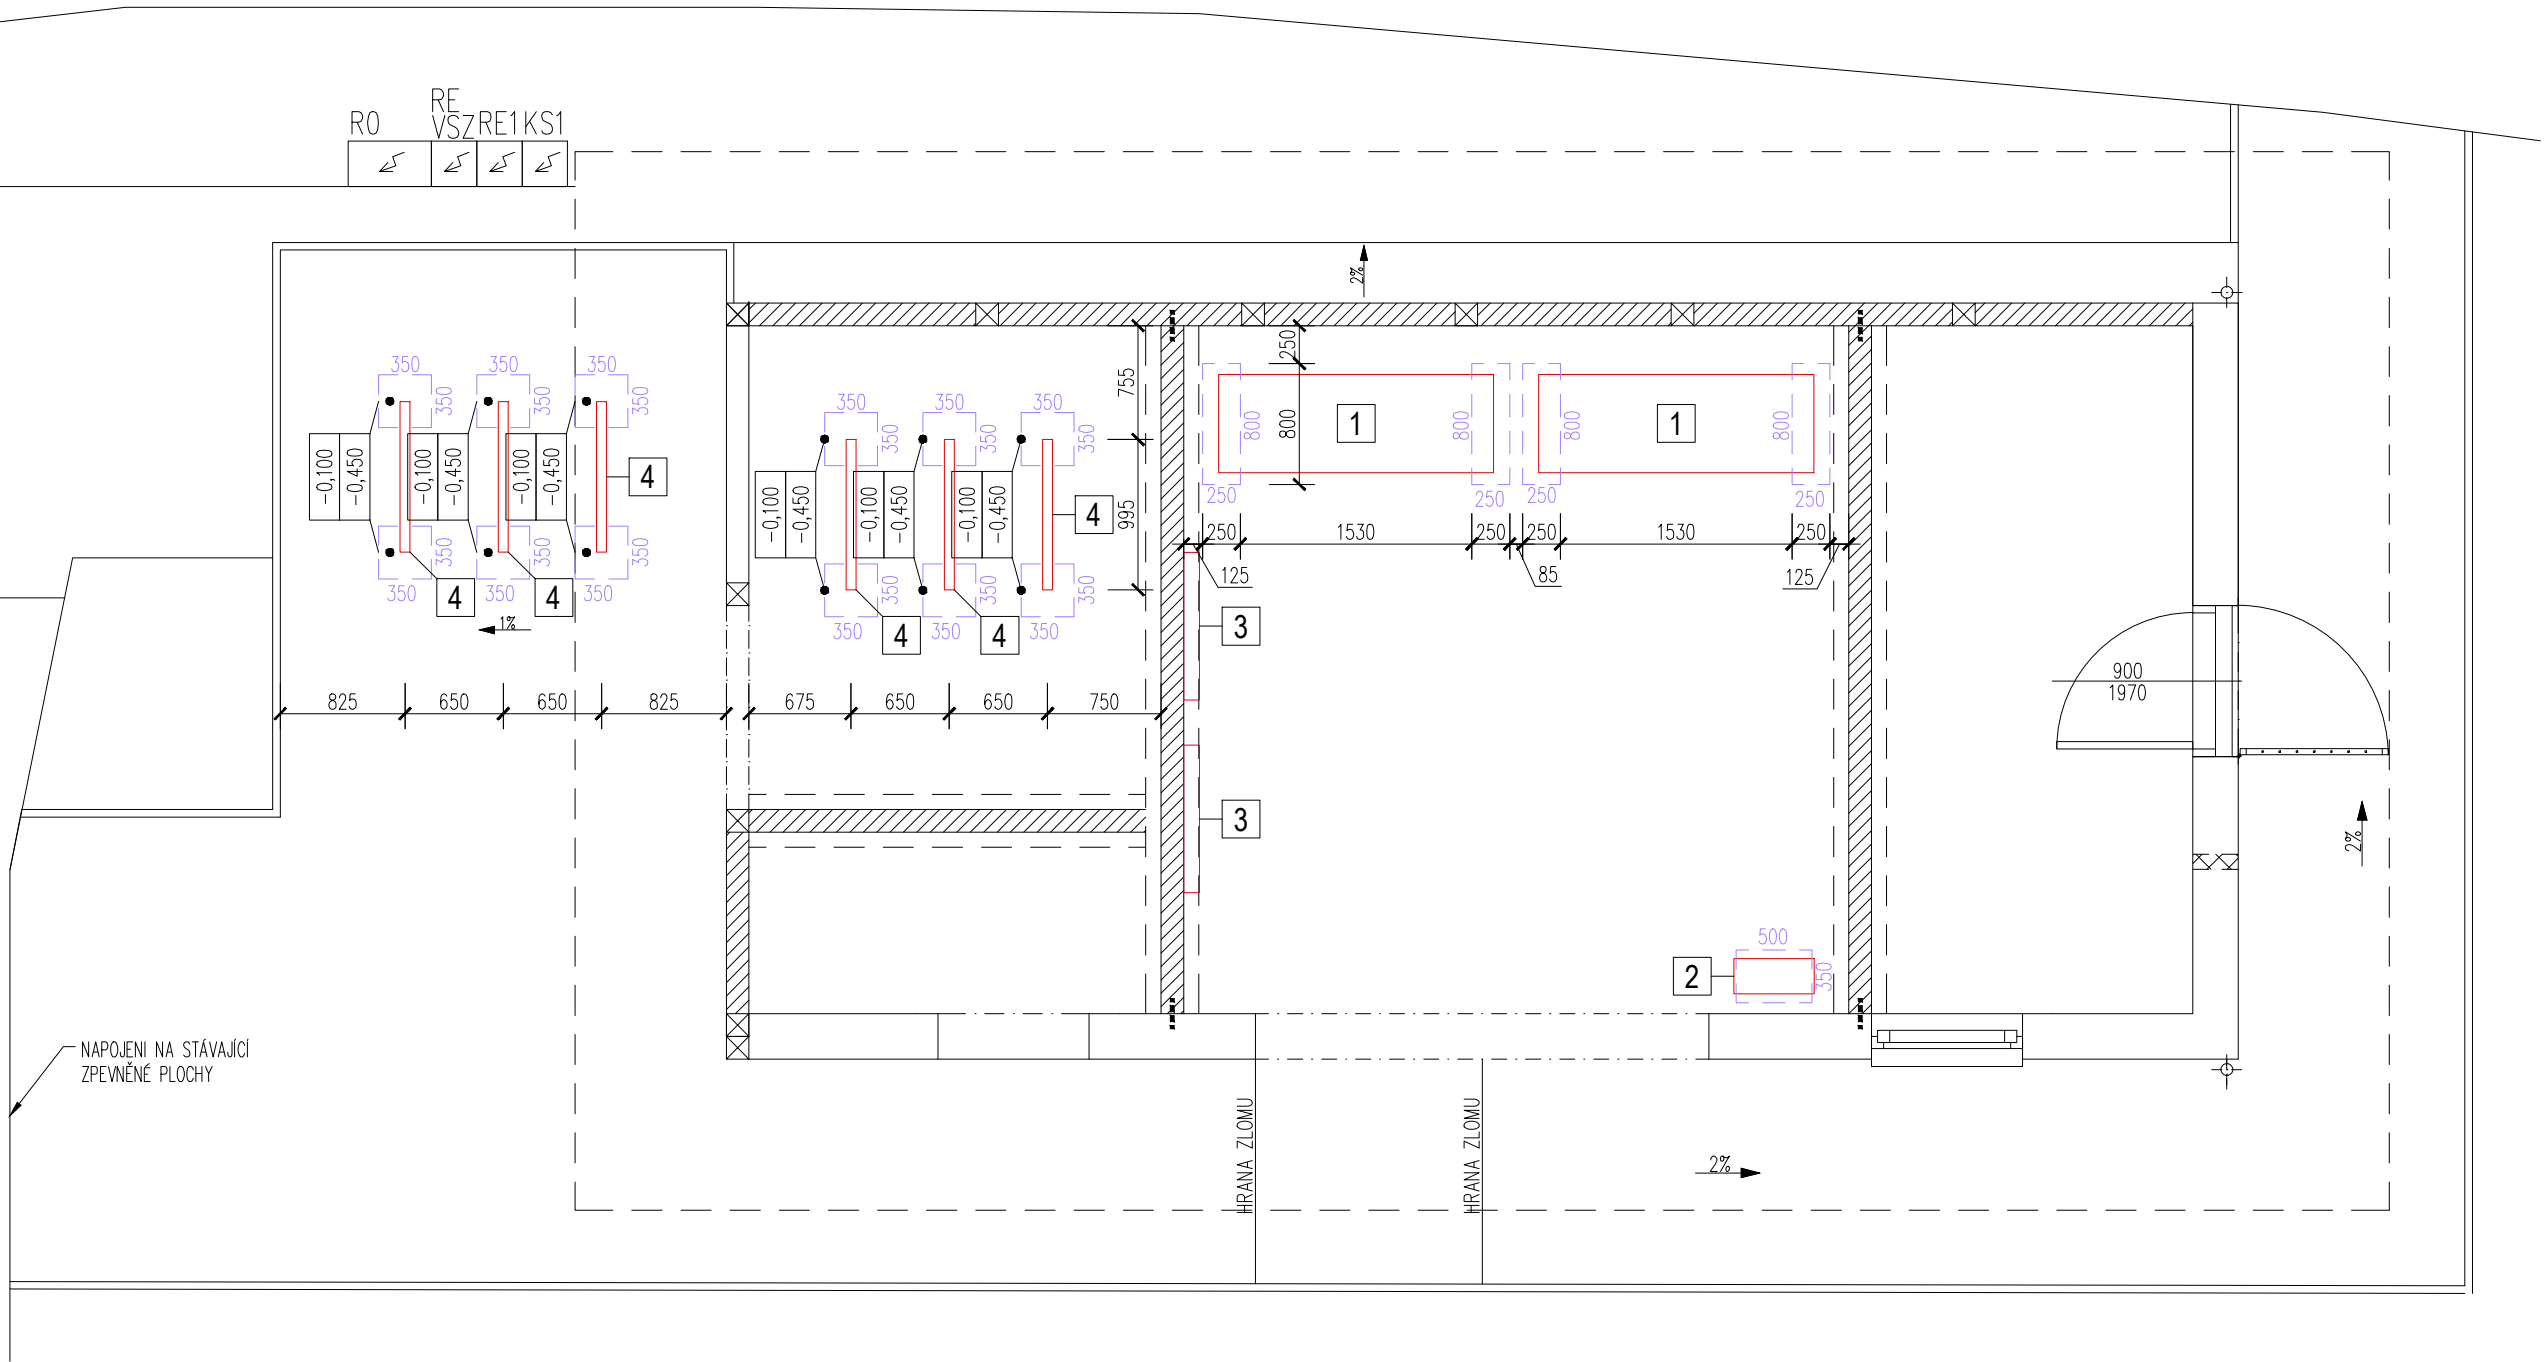 RE
R0 VSZ RE1 KS1
2%
350 350 350
350 350 350
250
755
350 350 350
350 350 350
800
800 1 800 800 1 800
-0,100 -0,450 -0,100 -0,450 -0,100 -0,450 4
250 250 250 250
-0,100 -0,450 -0,100 -0,450 -0,100 -0,450 4 995
250 1530 250 250 1530 250
350 350 350
125 85 125
350 4 350 4 350
350 350 350
1%
350 4 350 4 350
3
900
1970
825 650 650 825 675 650 650 750
3
2%
500
2 350
NAPOJENI NA STÁVAJÍCÍ
ZPEVNĚNÉ PLOCHY
HRANA ZLOMU
HRANA ZLOMU
2%